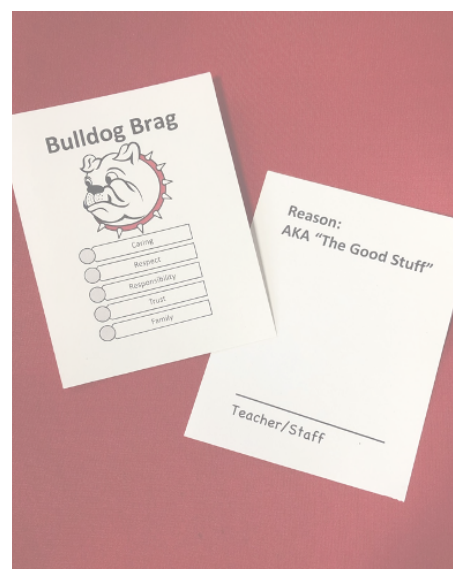 Bulldog Brag
Caring
Respect
Responsibility
Trust
Family
Reason:
AKA “The Good Stuff”
Teacher/Staff